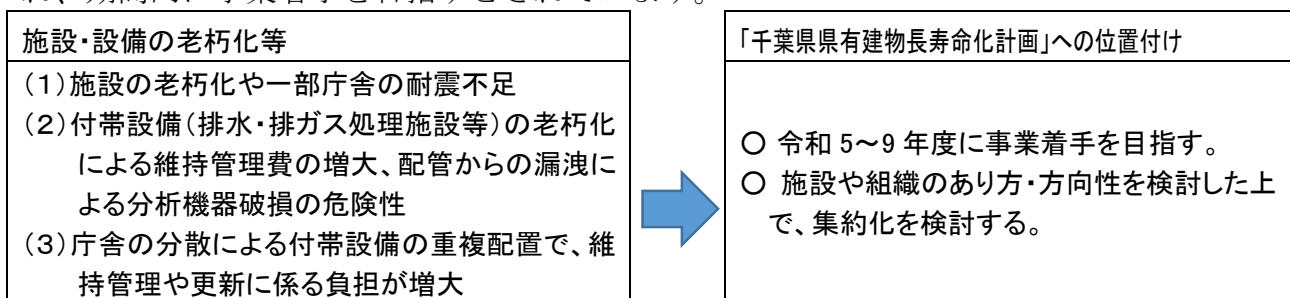 施設・設備の老朽化等
(1)施設の老朽化や一部庁舎の耐震不足
(2)付帯設備(排水・排ガス処理施設等)の老朽化
による維持管理費の増大、配管からの漏洩に
よる分析機器破損の危険性
(3)庁舎の分散による付帯設備の重複配置で、維
持管理や更新に係る負担が増大
「千葉県県有建物長寿命化計画」への位置付け
○ 令和 5~9 年度に事業着手を目指す。
○ 施設や組織のあり方・方向性を検討した上
で、集約化を検討する。